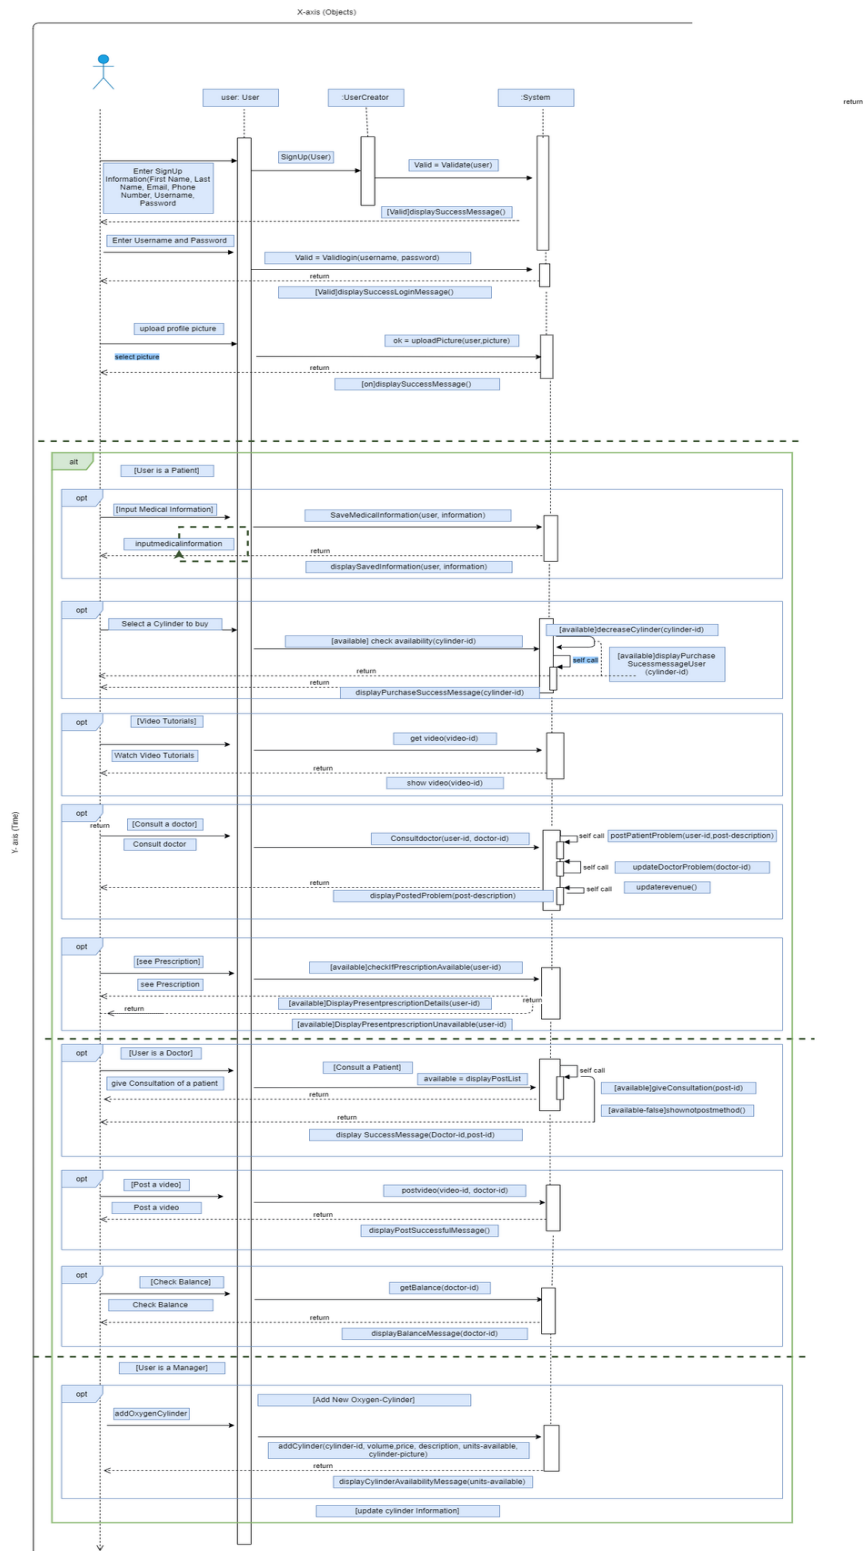 X-axis (Objects)
return
user: User
:UserCreator
:System
SignUp(User)
Valid = Validate(user)
Enter SignUp
Information(First Name, Last
Name, Email, Phone
Number, Username,
Password
[Valid]displaySuccessMessage()
Enter Username and Password
Valid = Validlogin(username, password)
return
[Valid]displaySuccessLoginMessage()
upload profile picture
ok = uploadPicture(user,picture)
select picture
return
[on]displaySuccessMessage()
alt
[User is a Patient]
opt
[Input Medical Information]
SaveMedicalInformation(user, information)
inputmedicalinformation
return
displaySavedInformation(user, information)
opt
Select a Cylinder to buy
[available]decreaseCylinder(cylinder-id)
[available] check availability(cylinder-id)
self call
[available]displayPurchase
SucessmessageUser
(cylinder-id)
return
return
displayPurchaseSuccessMessage(cylinder-id)
opt
[Video Tutorials]
get video(video-id)
Watch Video Tutorials
return
show video(video-id)
Y- axis (Time)
opt
return
[Consult a doctor]
Consult doctor
Consultdoctor(user-id, doctor-id)
self call
postPatientProblem(user-id,post-description)
self call
updateDoctorProblem(doctor-id)
self call
updaterevenue()
return
displayPostedProblem(post-description)
opt
[see Prescription]
[available]checkIfPrescriptionAvailable(user-id)
see Prescription
return
[available]DisplayPresentprescriptionDetails(user-id)
return
[available]DisplayPresentprescriptionUnavailable(user-id)
opt
[User is a Doctor]
[Consult a Patient]
self call
give Consultation of a patient
available = displayPostList
[available]giveConsultation(post-id)
return
[available-false]shownotpostmethod()
return
display SuccessMessage(Doctor-id,post-id)
opt
[Post a video]
postvideo(video-id, doctor-id)
Post a video
return
displayPostSuccessfulMessage()
opt
[Check Balance]
getBalance(doctor-id)
Check Balance
return
displayBalanceMessage(doctor-id)
[User is a Manager]
opt
[Add New Oxygen-Cylinder]
addOxygenCylinder
addCylinder(cylinder-id, volume,price, description, units-available,
cylinder-picture)
return
displayCylinderAvailabilityMessage(units-available)
[update cylinder information]